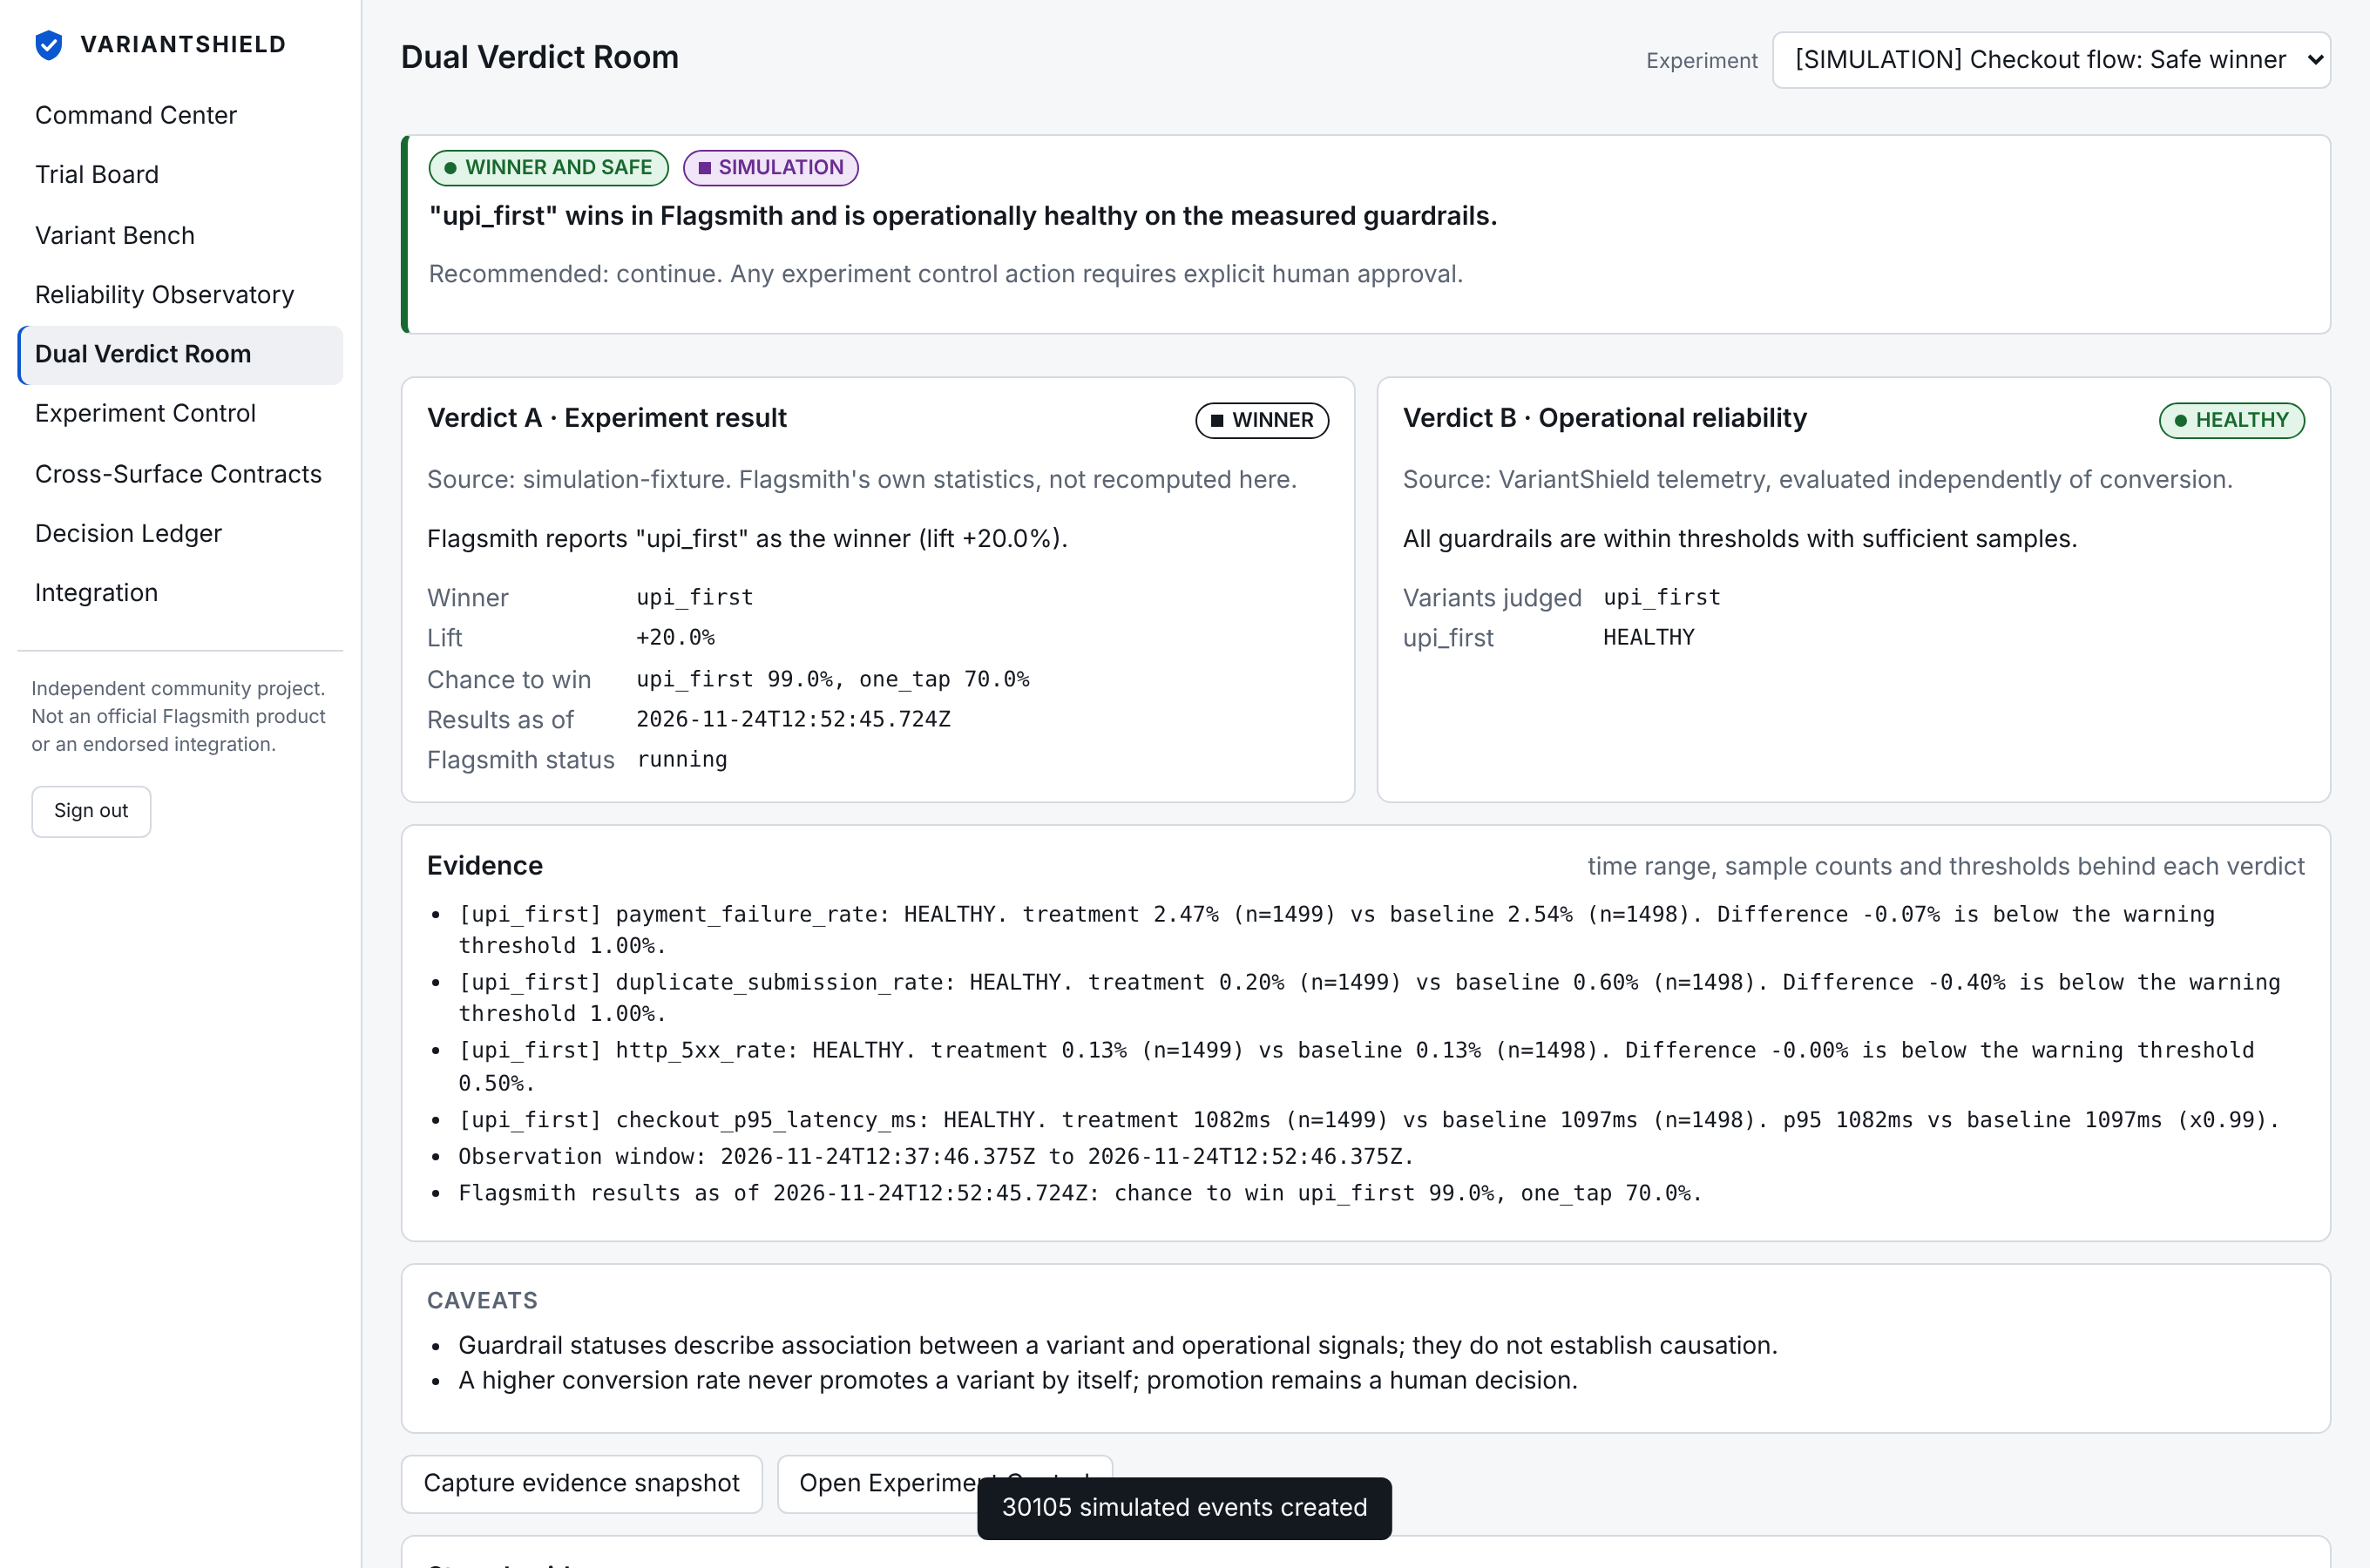 VARIANTSHIELD
Command Center
Trial Board
Variant Bench
Reliability Observatory
Dual Verdict Room
Experiment Control
Cross-Surface Contracts
Decision Ledger
Integration
Independent community project.
Not an official Flagsmith product
or an endorsed integration.
Sign out
Dual Verdict Room
Experiment
[SIMULATION] Checkout flow: Safe winner
WINNER AND SAFE
SIMULATION
"upi_first" wins in Flagsmith and is operationally healthy on the measured guardrails.
Recommended: continue. Any experiment control action requires explicit human approval.
Verdict A · Experiment result
WINNER
Source: simulation-fixture. Flagsmith's own statistics, not recomputed here.
Flagsmith reports "upi_first" as the winner (lift +20.0%).
Winner upi_first
Lift +20.0%
Chance to win upi_first 99.0%, one_tap 70.0%
Results as of 2026-11-24T12:52:45.724Z
Flagsmith status running
Verdict B · Operational reliability
HEALTHY
Source: VariantShield telemetry, evaluated independently of conversion.
All guardrails are within thresholds with sufficient samples.
Variants judged upi_first
upi_first HEALTHY
Evidence
time range, sample counts and thresholds behind each verdict
[upi_first] payment_failure_rate: HEALTHY. treatment 2.47% (n=1499) vs baseline 2.54% (n=1498). Difference -0.07% is below the warning
threshold 1.00%.
[upi_first] duplicate_submission_rate: HEALTHY. treatment 0.20% (n=1499) vs baseline 0.60% (n=1498). Difference -0.40% is below the warning
threshold 1.00%.
[upi_first] http_5xx_rate: HEALTHY. treatment 0.13% (n=1499) vs baseline 0.13% (n=1498). Difference -0.00% is below the warning threshold
0.50%.
[upi_first] checkout_p95_latency_ms: HEALTHY. treatment 1082ms (n=1499) vs baseline 1097ms (n=1498). p95 1082ms vs baseline 1097ms (x0.99).
Observation window: 2026-11-24T12:37:46.375Z to 2026-11-24T12:52:46.375Z.
Flagsmith results as of 2026-11-24T12:52:45.724Z: chance to win upi_first 99.0%, one_tap 70.0%.
CAVEATS
Guardrail statuses describe association between a variant and operational signals; they do not establish causation.
A higher conversion rate never promotes a variant by itself; promotion remains a human decision.
Capture evidence snapshot
Open Experiment
30105 simulated events created